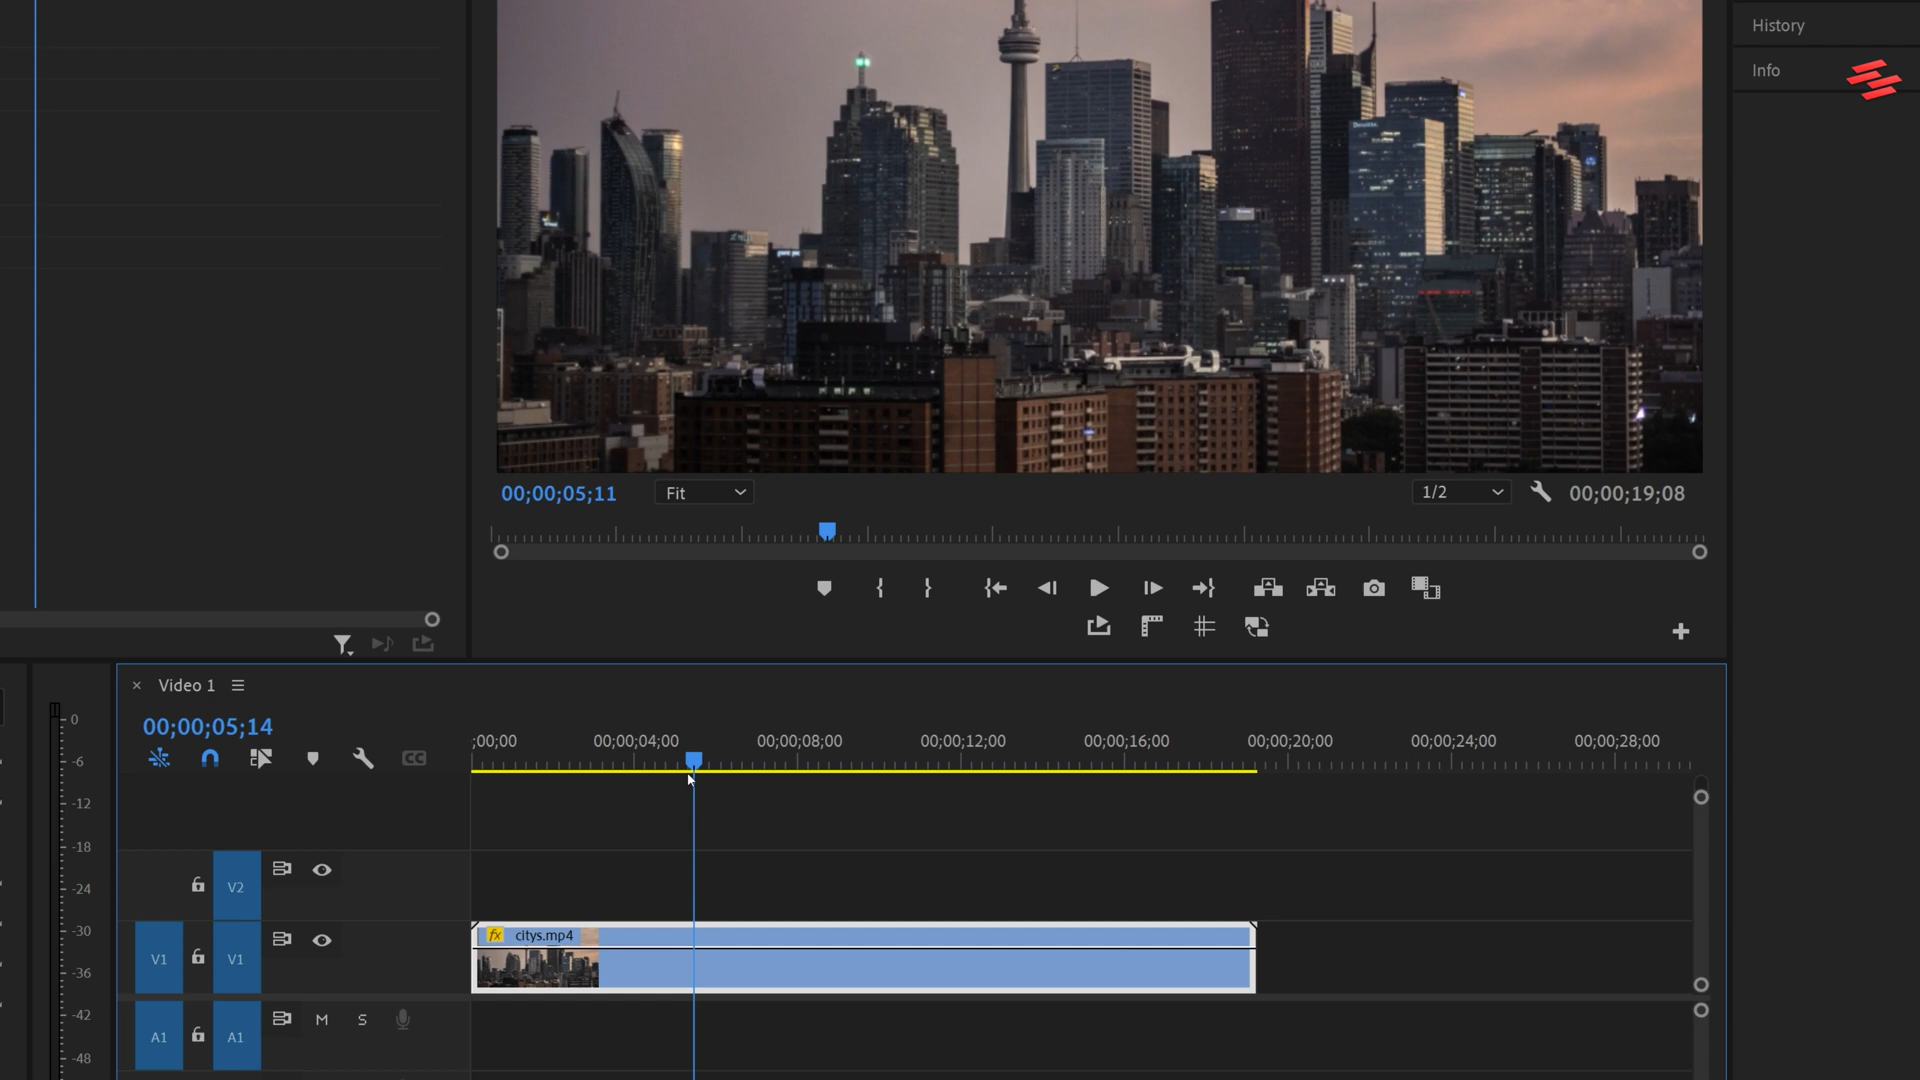 History
Info
Deloitte
00;00;05;11
Fit
1/2
00;00;19;08
× Video 1
00;00;05;14
CC
;00;00 00;00;04;00 00;00;08;00 00;00;12;00 00;00;16;00 00;00;20;00 00;00;24;00 00;00;28;00
0
-6
-12
-18
-24
-30
-36
-42
-48
V2
V1 V1
fx citys.mp4
A1 A1 M S